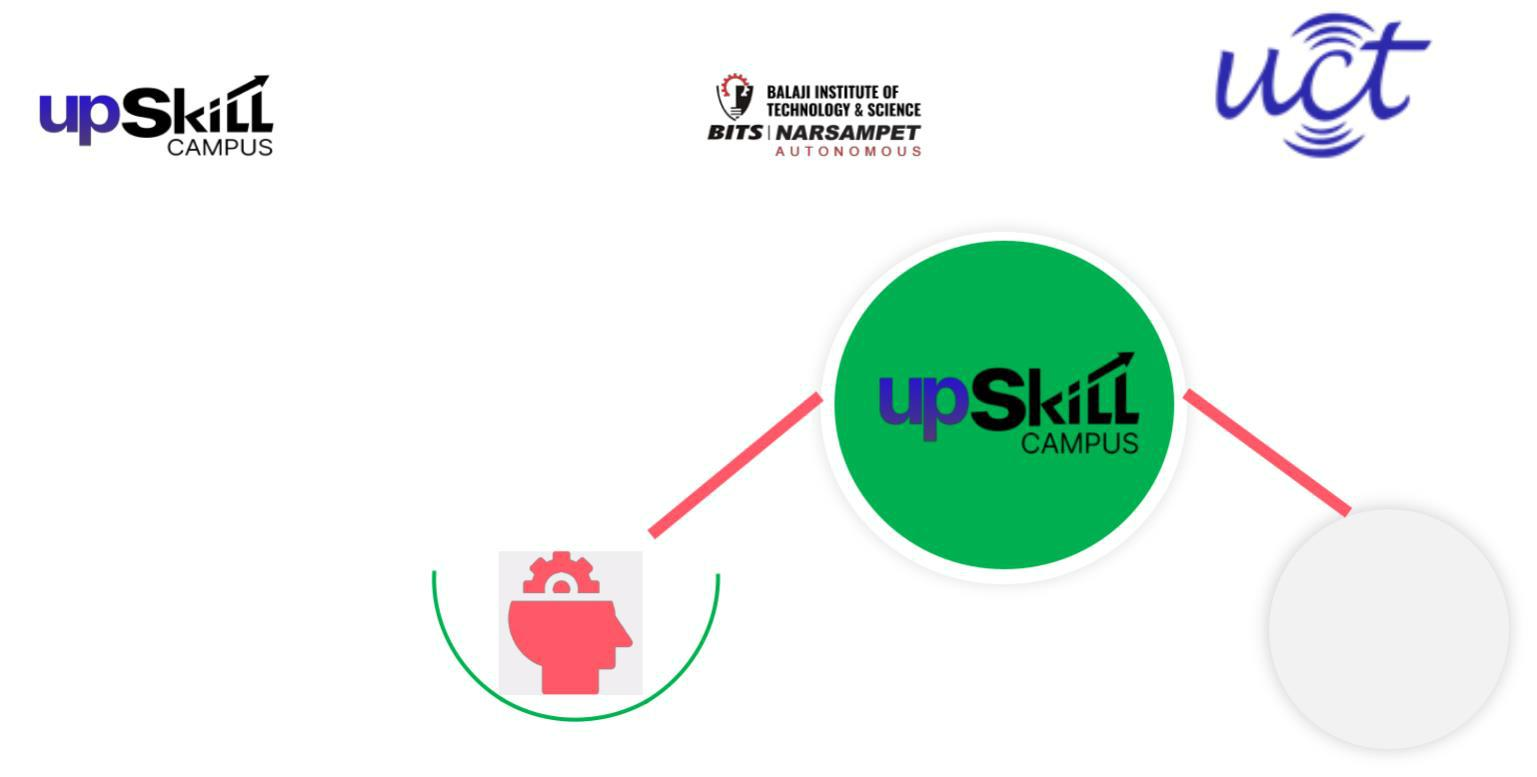 upSkill
CAMPUS
BALAJI INSTITUTE OF
TECHNOLOGY & SCIENCE
BITS | NARSAMPET
AUTONOMOUS
uct
upSkill
CAMPUS